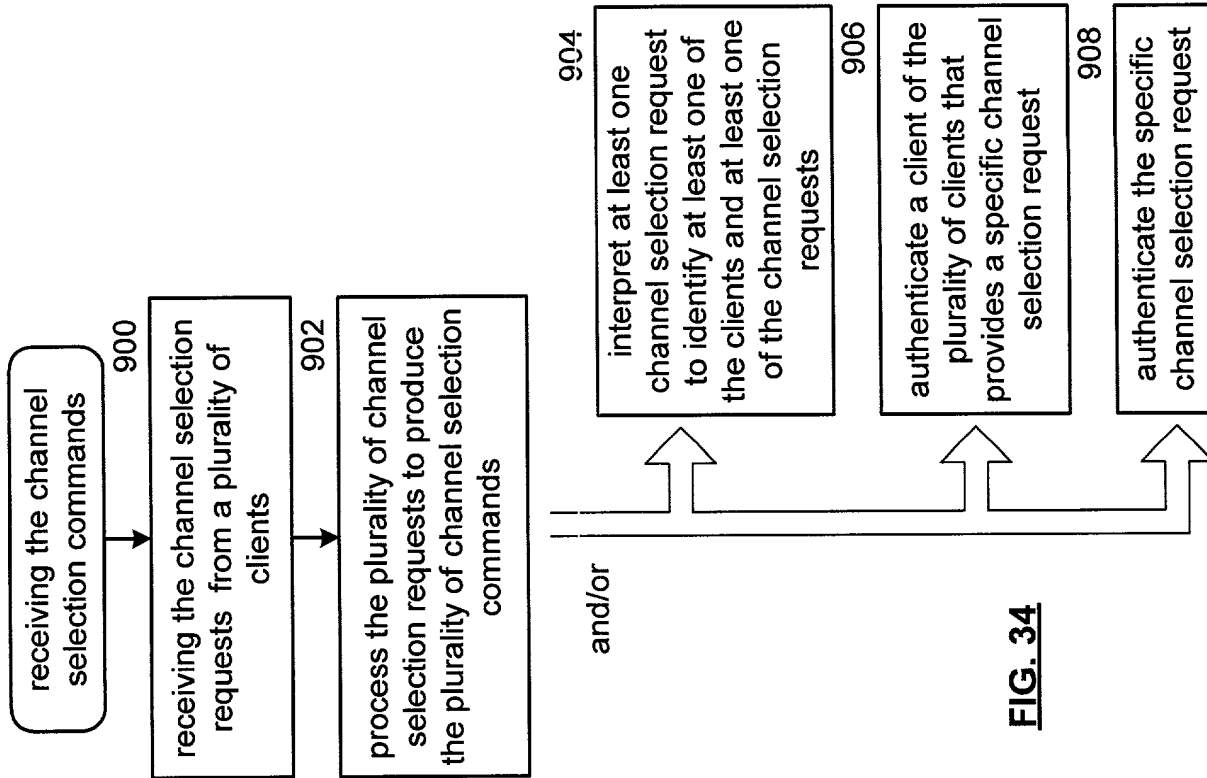 receiving the channel
selection commands
900
receiving the channel selection
requests from a plurality of
clients
902
process the plurality of channel
selection requests to produce
the plurality of channel selection
commands
and/or
904
interpret at least one
channel selection request
to identify at least one of
the clients and at least one
of the channel selection
requests
906
authenticate a client of the
plurality of clients that
provides a specific channel
selection request
908
authenticate the specific
channel selection request
FIG. 34